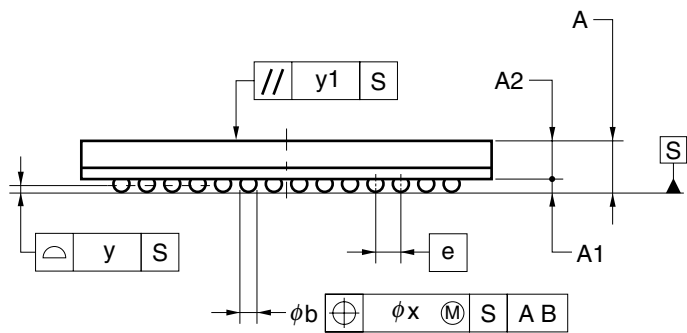 A
// y1 S
A2
S
⌓ y S
e
A1
φb ⌖ φx Ⓜ S A B